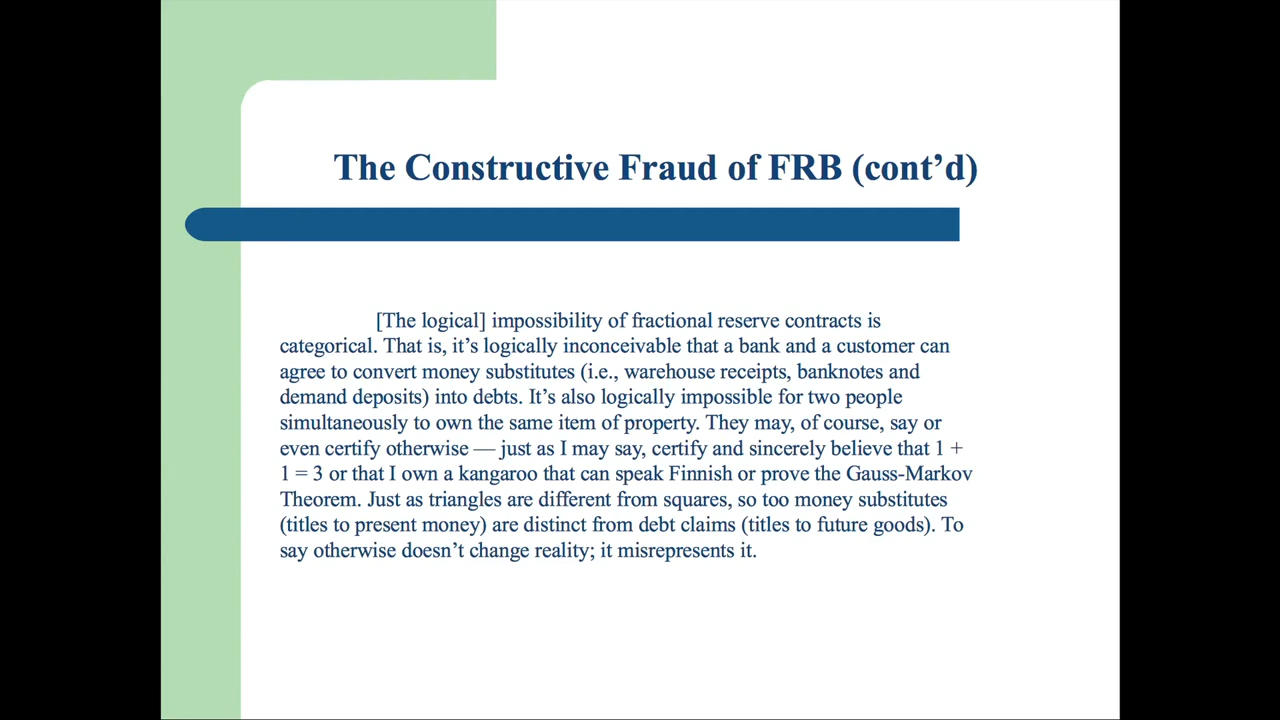 The Constructive Fraud of FRB (cont’d)
[The logical] impossibility of fractional reserve contracts is
categorical. That is, it’s logically inconceivable that a bank and a customer can
agree to convert money substitutes (i.e., warehouse receipts, banknotes and
demand deposits) into debts. It’s also logically impossible for two people
simultaneously to own the same item of property. They may, of course, say or
even certify otherwise — just as I may say, certify and sincerely believe that 1 +
1 = 3 or that I own a kangaroo that can speak Finnish or prove the Gauss-Markov
Theorem. Just as triangles are different from squares, so too money substitutes
(titles to present money) are distinct from debt claims (titles to future goods). To
say otherwise doesn’t change reality; it misrepresents it.